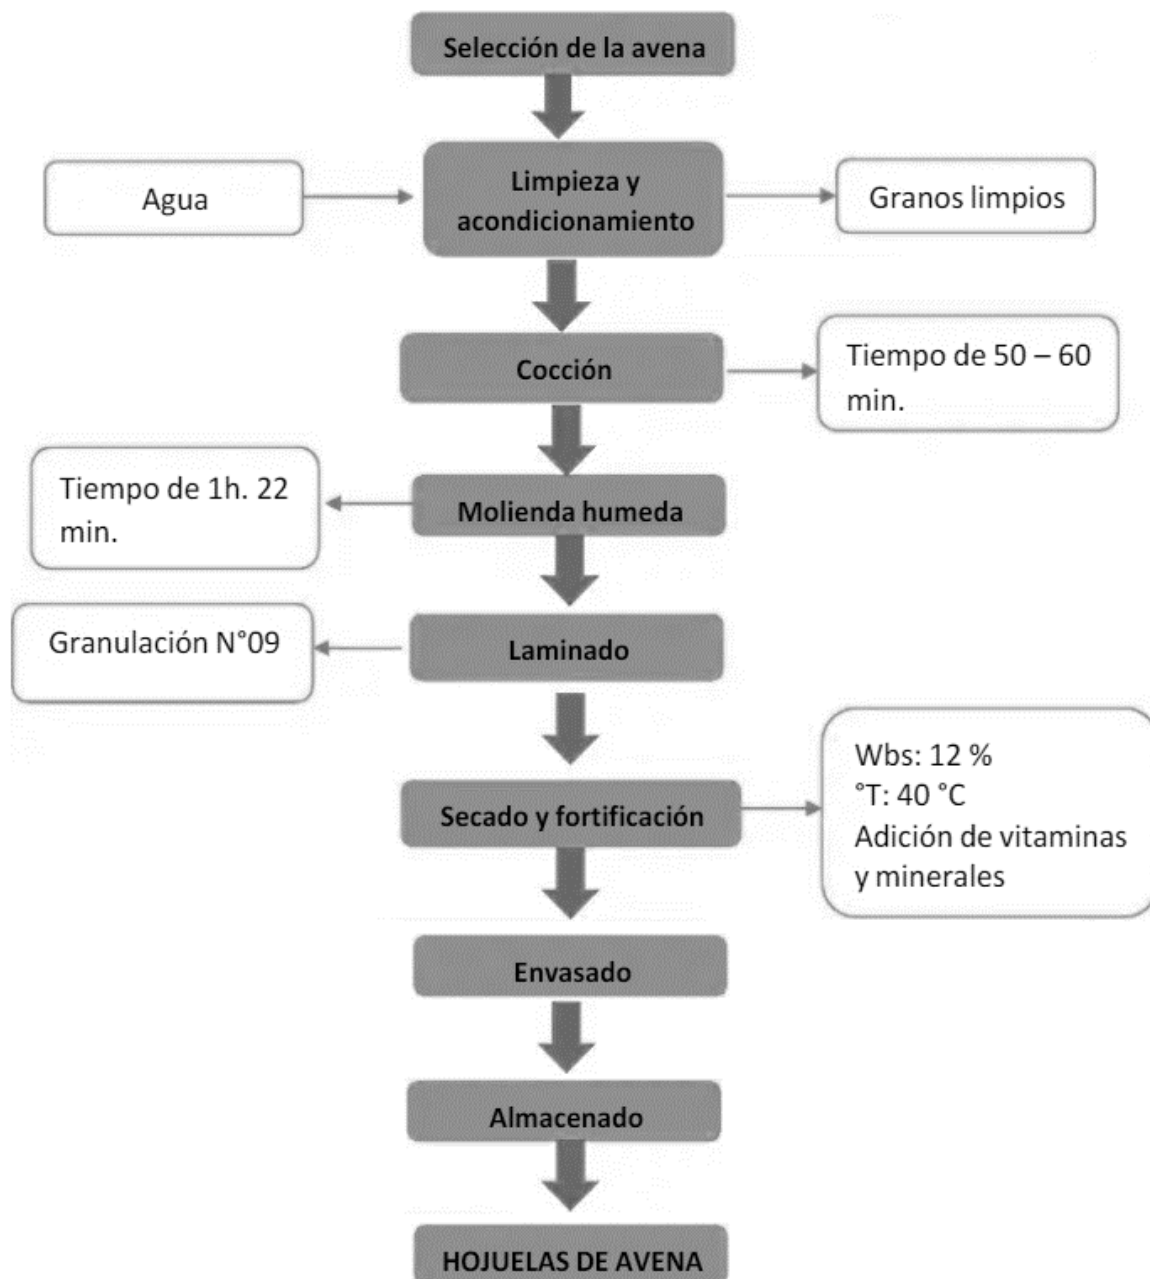 Selección de la avena
Agua
Limpieza y
acondicionamiento
Granos limpios
Cocción
Tiempo de 50 – 60
min.
Tiempo de 1h. 22
min.
Molienda humeda
Granulación N°09
Laminado
Secado y fortificación
Wbs: 12 %
°T: 40 °C
Adición de vitaminas
y minerales
Envasado
Almacenado
HOJUELAS DE AVENA